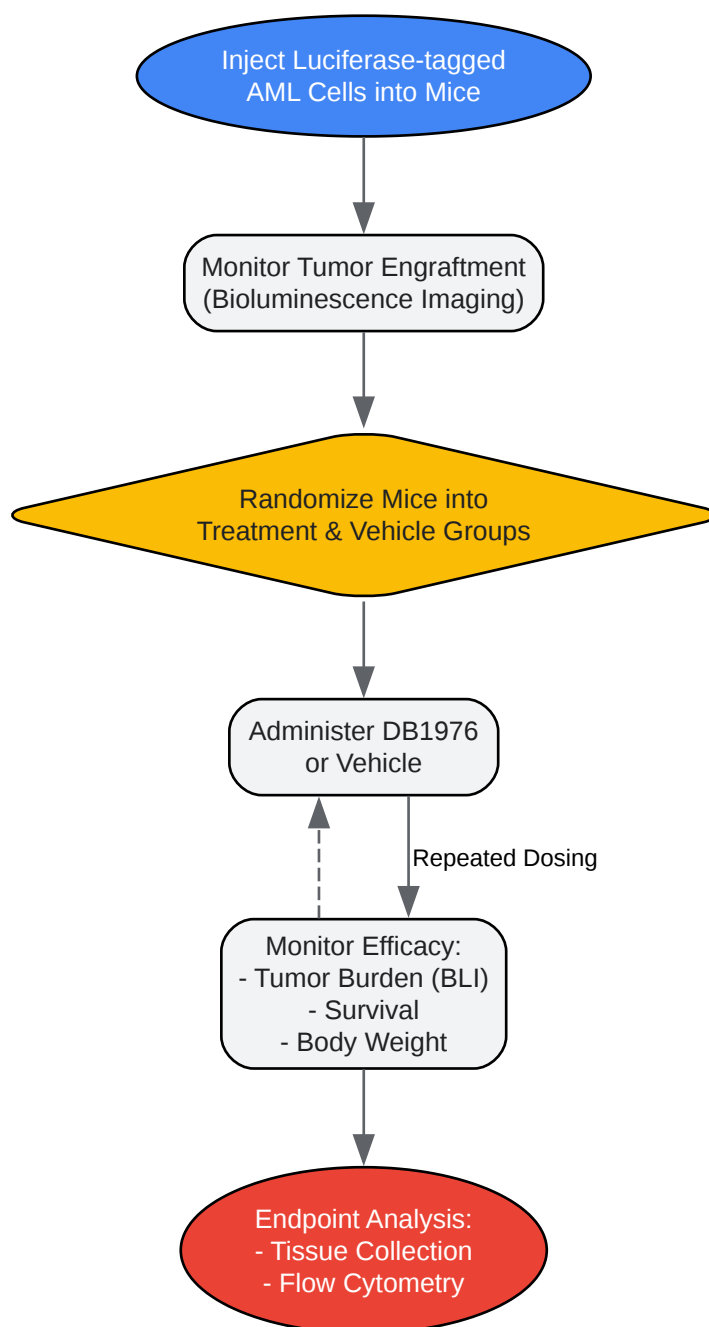 Inject Luciferase-tagged
AML Cells into Mice
Monitor Tumor Engraftment
(Bioluminescence Imaging)
Randomize Mice into
Treatment & Vehicle Groups
Administer DB1976
or Vehicle
Repeated Dosing
Monitor Efficacy:
- Tumor Burden (BLI)
- Survival
- Body Weight
Endpoint Analysis:
- Tissue Collection
- Flow Cytometry